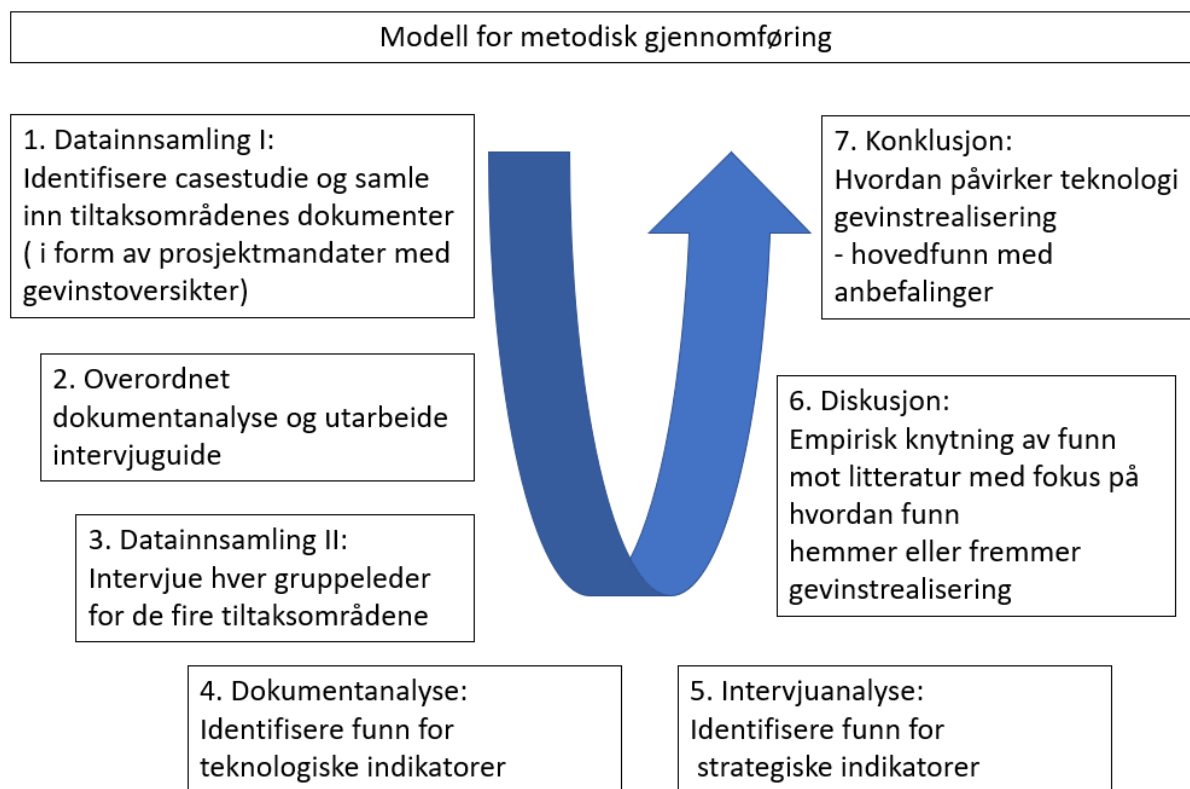 Modell for metodisk gjennomføring
1. Datainnsamling I:
Identifisere casestudie og samle
inn tiltaksområdenes dokumenter
( i form av prosjektmandater med
gevinstoversikter)
2. Overordnet
dokumentanalyse og utarbeide
intervjuguide
3. Datainnsamling II:
Intervjue hver gruppeleder
for de fire tiltaksområdene
4. Dokumentanalyse:
Identifisere funn for
teknologiske indikatorer
5. Intervjuanalyse:
Identifisere funn for
strategiske indikatorer
6. Diskusjon:
Empirisk knytning av funn
mot litteratur med fokus på
hvordan funn
hemmer eller fremmer
gevinstrealisering
7. Konklusjon:
Hvordan påvirker teknologi
gevinstrealisering
- hovedfunn med
anbefalinger